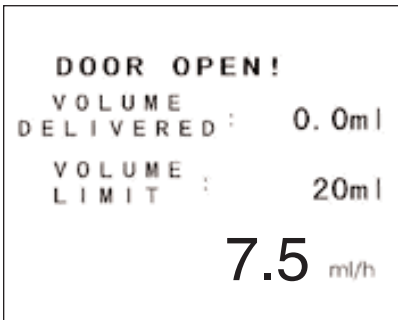 DOOR OPEN!
VOLUME
DELIVERED: 0.0ml
VOLUME
LIMIT : 20ml
7.5 ml/h